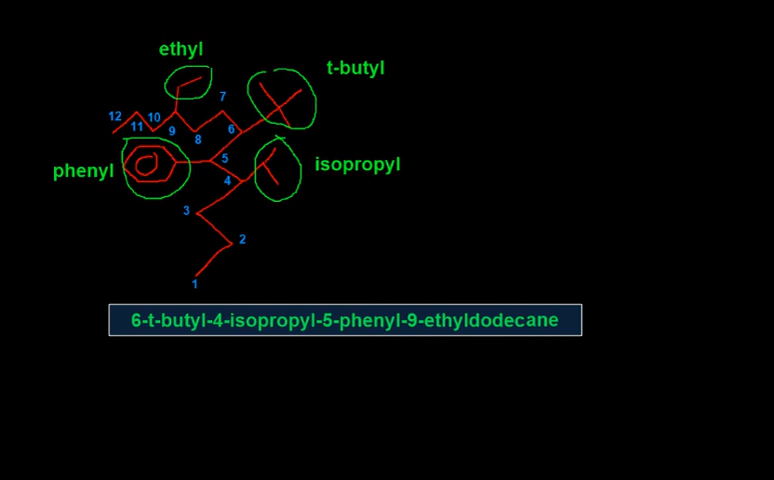 ethyl
t-butyl
7
12
10
11
9
6
8
phenyl
5
isopropyl
4
3
2
1
6-t-butyl-4-isopropyl-5-phenyl-9-ethyldodecane